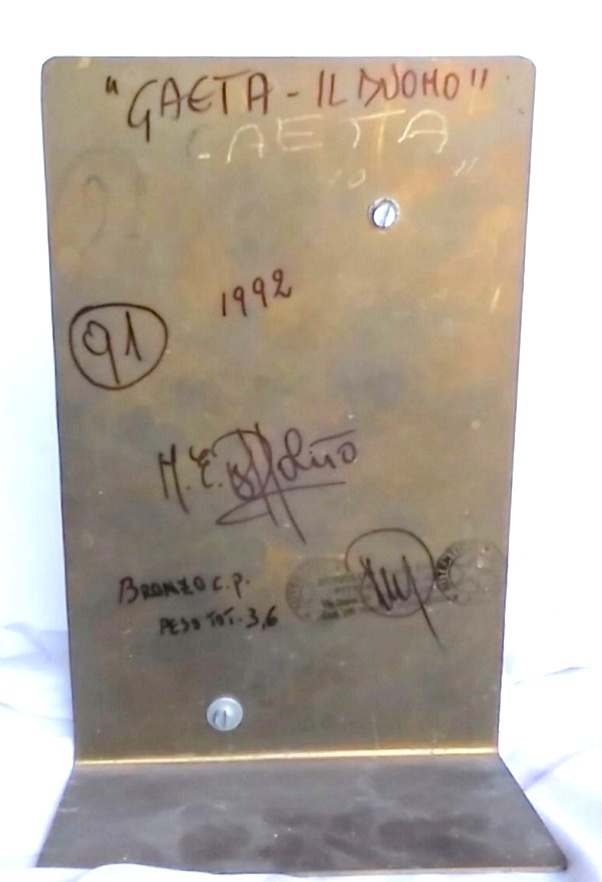 "GAETA - IL DUOMO"
GAETA
1992
91
M.E.
BRONZO C.P.
PESO TOT. 3,6